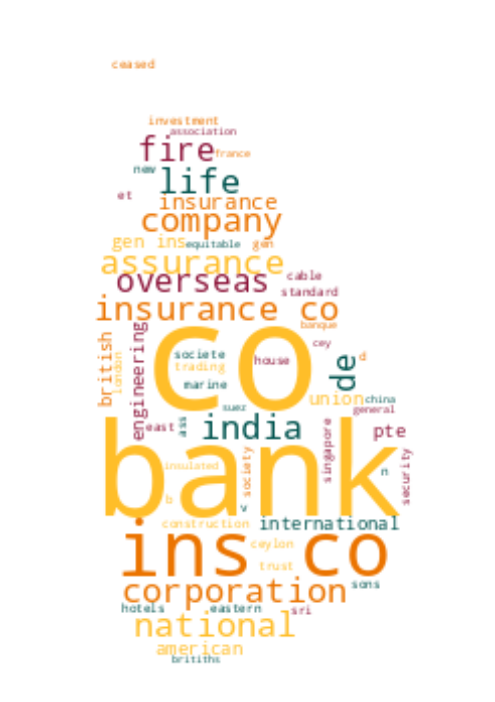 ceased
investment
association
fire france
new life
et insurance
company
gen ins equitable gen
assurance
overseas cable
standard
insurance co
banque
british london engineering co cey
societe house de d
trading
marine
union china
suez general
east ass india singapore pte
bank
insulated society n security
b v
construction international
ins co
ceylon
trust
corporation sons
hotels eastern sri
national
american
britiths